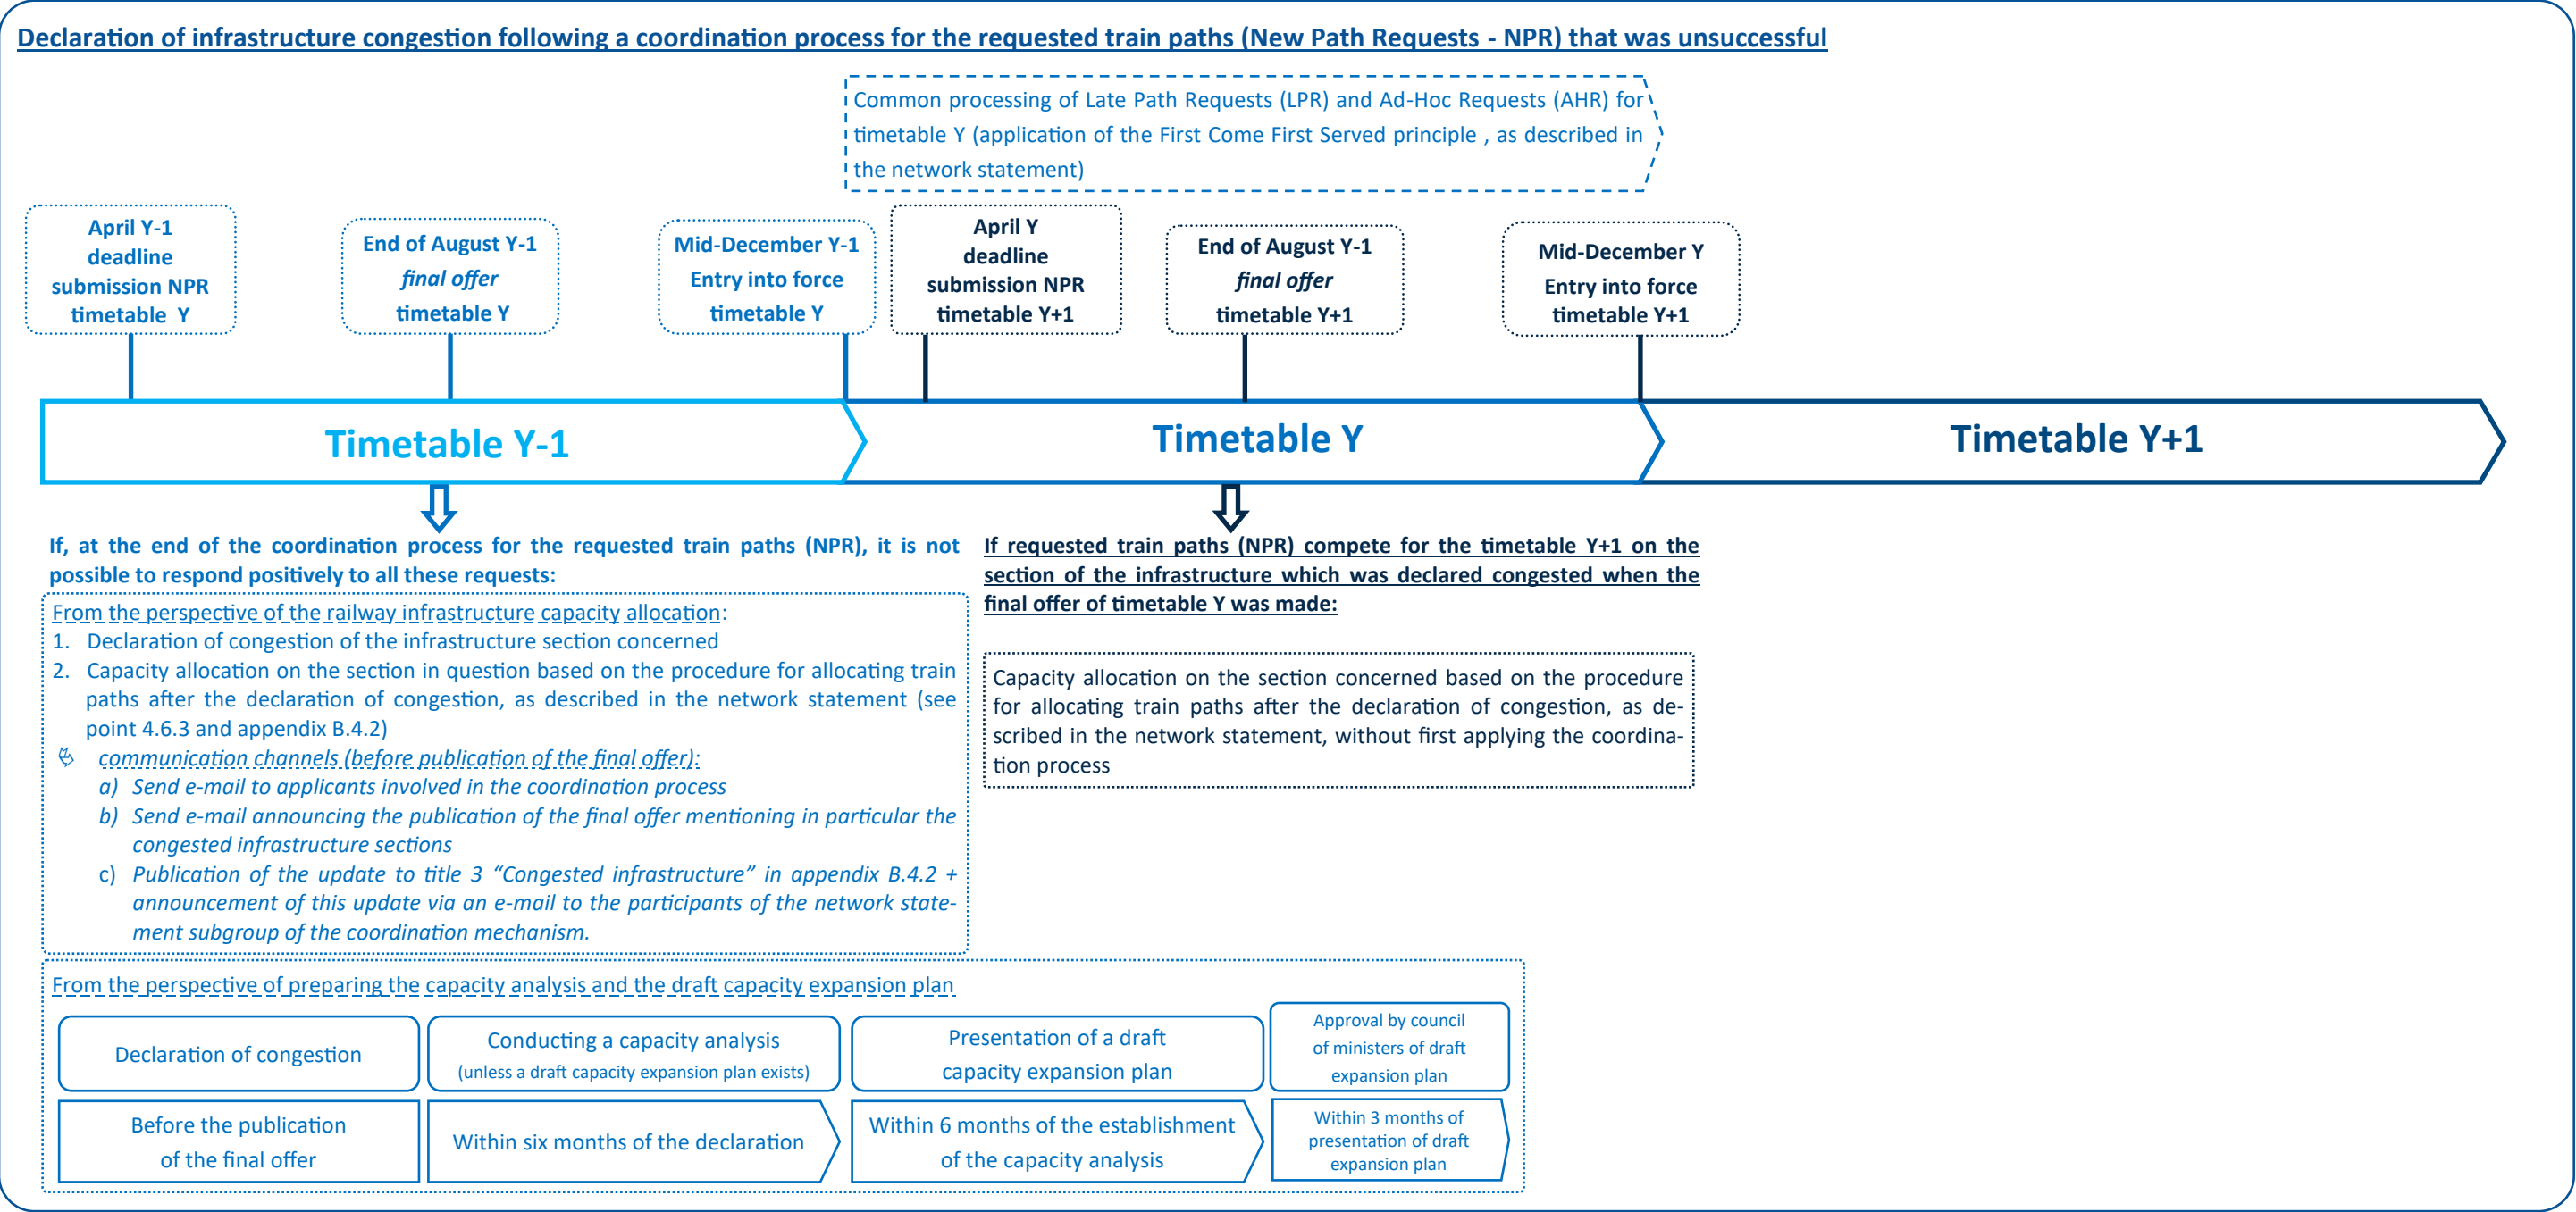 Declaration of infrastructure congestion following a coordination process for the requested train paths (New Path Requests - NPR) that was unsuccessful
Common processing of Late Path Requests (LPR) and Ad-Hoc Requests (AHR) for
timetable Y (application of the First Come First Served principle , as described in
the network statement)
April Y-1
deadline
submission NPR
timetable Y
End of August Y-1
final offer
timetable Y
Mid-December Y-1
Entry into force
timetable Y
April Y
deadline
submission NPR
timetable Y+1
End of August Y-1
final offer
timetable Y+1
Mid-December Y
Entry into force
timetable Y+1
Timetable Y-1
Timetable Y
Timetable Y+1
If, at the end of the coordination process for the requested train paths (NPR), it is not
possible to respond positively to all these requests:
From the perspective of the railway infrastructure capacity allocation:
1. Declaration of congestion of the infrastructure section concerned
2. Capacity allocation on the section in question based on the procedure for allocating train
paths after the declaration of congestion, as described in the network statement (see
point 4.6.3 and appendix B.4.2)
communication channels (before publication of the final offer):
a) Send e-mail to applicants involved in the coordination process
b) Send e-mail announcing the publication of the final offer mentioning in particular the
congested infrastructure sections
c) Publication of the update to title 3 “Congested infrastructure” in appendix B.4.2 +
announcement of this update via an e-mail to the participants of the network state-
ment subgroup of the coordination mechanism.
If requested train paths (NPR) compete for the timetable Y+1 on the
section of the infrastructure which was declared congested when the
final offer of timetable Y was made:
Capacity allocation on the section concerned based on the procedure
for allocating train paths after the declaration of congestion, as de-
scribed in the network statement, without first applying the coordina-
tion process
From the perspective of preparing the capacity analysis and the draft capacity expansion plan
Declaration of congestion
Conducting a capacity analysis
(unless a draft capacity expansion plan exists)
Presentation of a draft
capacity expansion plan
Approval by council
of ministers of draft
expansion plan
Before the publication
of the final offer
Within six months of the declaration
Within 6 months of the establishment
of the capacity analysis
Within 3 months of
presentation of draft
expansion plan